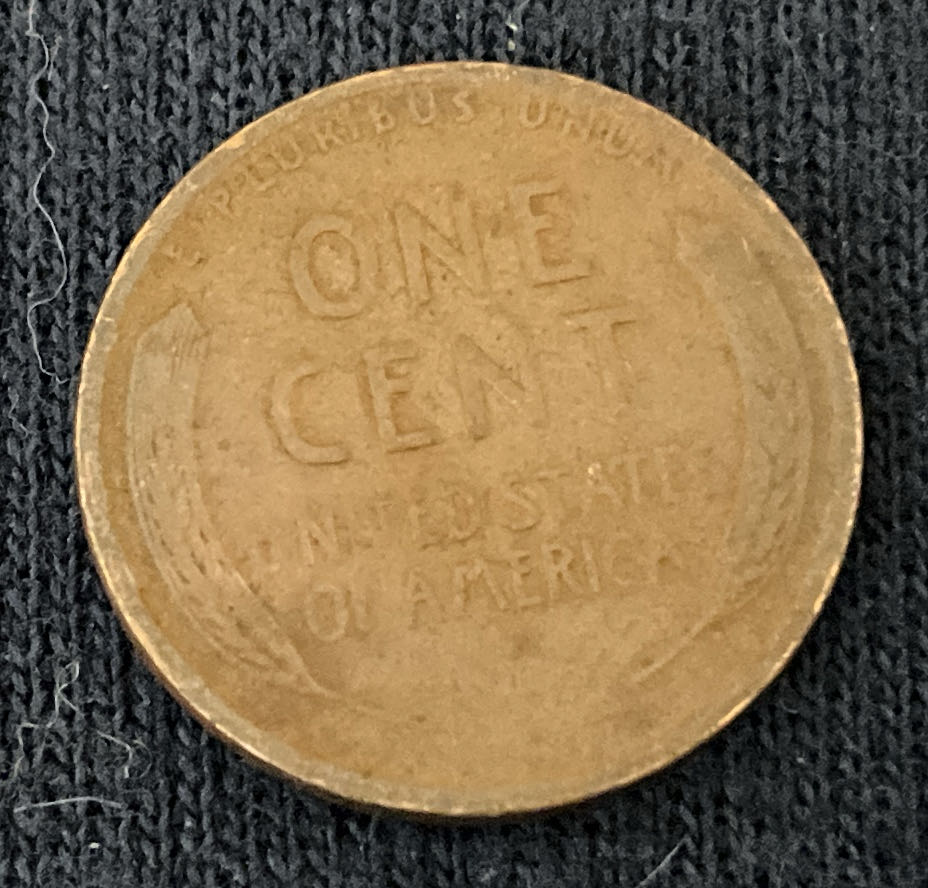 E PLURIBUS UNUM
ONE
CENT
UNITED STATES
OF AMERICA